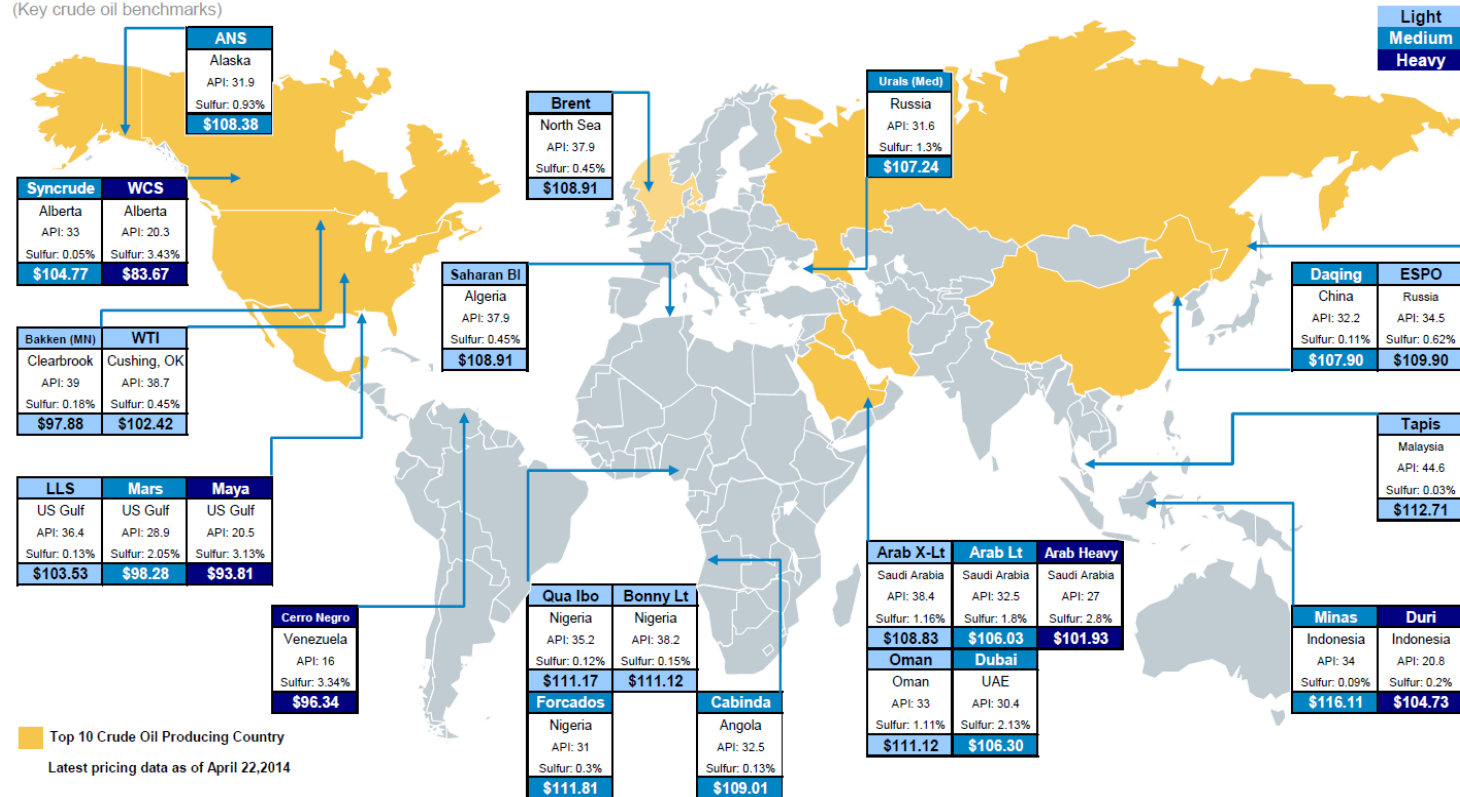 (Key crude oil benchmarks)
Light
Medium
Heavy
ANS
Alaska
API: 31.9
Sulfur: 0.93%
$108.38
Brent
North Sea
API: 37.9
Sulfur: 0.45%
$108.91
Urals (Med)
Russia
API: 31.6
Sulfur: 1.3%
$107.24
Syncrude
Alberta
API: 33
Sulfur: 0.05%
$104.77
WCS
Alberta
API: 20.3
Sulfur: 3.43%
$83.67
Saharan Bl
Algeria
API: 37.9
Sulfur: 0.45%
$108.91
Daqing
China
API: 32.2
Sulfur: 0.11%
$107.90
ESPO
Russia
API: 34.5
Sulfur: 0.62%
$109.90
Bakken (MN)
Clearbrook
API: 39
Sulfur: 0.18%
$97.88
WTI
Cushing, OK
API: 38.7
Sulfur: 0.45%
$102.42
Tapis
Malaysia
API: 44.6
Sulfur: 0.03%
$112.71
LLS
US Gulf
API: 36.4
Sulfur: 0.13%
$103.53
Mars
US Gulf
API: 28.9
Sulfur: 2.05%
$98.28
Maya
US Gulf
API: 20.5
Sulfur: 3.13%
$93.81
Arab X-Lt
Saudi Arabia
API: 38.4
Sulfur: 1.16%
$108.83
Arab Lt
Saudi Arabia
API: 32.5
Sulfur: 1.8%
$106.03
Arab Heavy
Saudi Arabia
API: 27
Sulfur: 2.8%
$101.93
Cerro Negro
Venezuela
API: 16
Sulfur: 3.34%
$96.34
Qua Ibo
Nigeria
API: 35.2
Sulfur: 0.12%
$111.17
Bonny Lt
Nigeria
API: 38.2
Sulfur: 0.15%
$111.12
Minas
Indonesia
API: 34
Sulfur: 0.09%
$116.11
Duri
Indonesia
API: 20.8
Sulfur: 0.2%
$104.73
Oman
Oman
API: 33
Sulfur: 1.11%
$111.12
Dubai
UAE
API: 30.4
Sulfur: 2.13%
$106.30
Forcados
Nigeria
API: 31
Sulfur: 0.3%
$111.81
Cabinda
Angola
API: 32.5
Sulfur: 0.13%
$109.01
Top 10 Crude Oil Producing Country
Latest pricing data as of April 22,2014